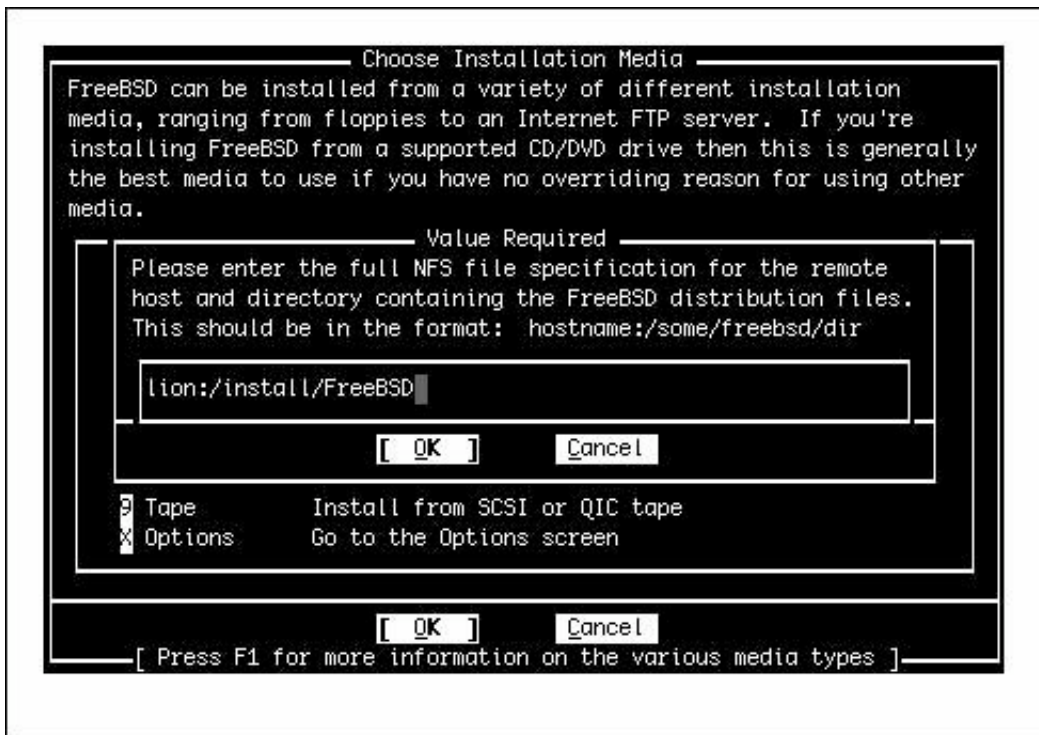 Choose Installation Media
FreeBSD can be installed from a variety of different installation
media, ranging from floppies to an Internet FTP server.  If you're
installing FreeBSD from a supported CD/DVD drive then this is generally
the best media to use if you have no overriding reason for using other
media.
Value Required
Please enter the full NFS file specification for the remote
host and directory containing the FreeBSD distribution files.
This should be in the format:  hostname:/some/freebsd/dir
lion:/install/FreeBSD
[ OK ] Cancel
9 Tape Install from SCSI or QIC tape
X Options Go to the Options screen
[ OK ] Cancel
[ Press F1 for more information on the various media types ]